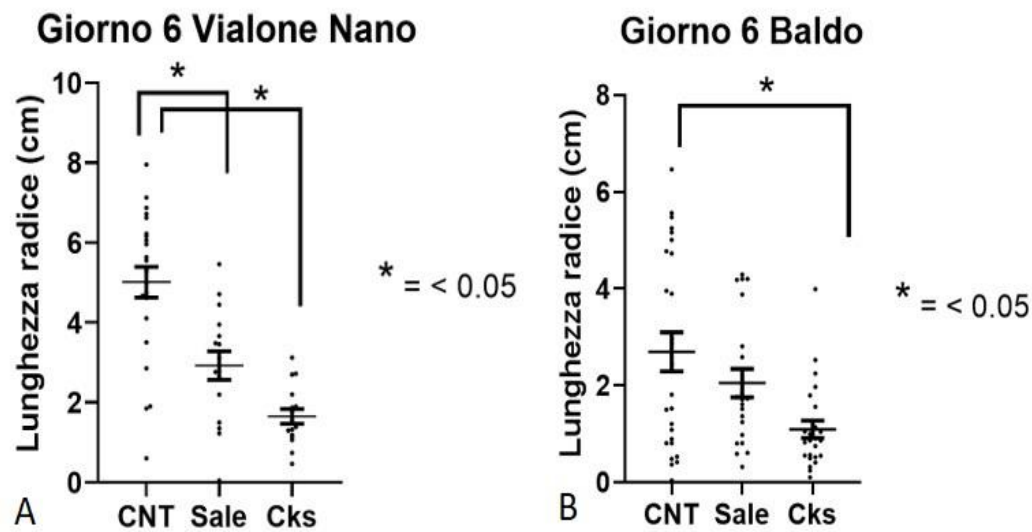 Giorno 6 Vialone Nano
*
*
10
8
6
4
2
0
Lunghezza radice (cm)
CNT Sale Cks
* = < 0.05
A
Giorno 6 Baldo
*
8
6
4
2
0
Lunghezza radice (cm)
CNT Sale Cks
* = < 0.05
B